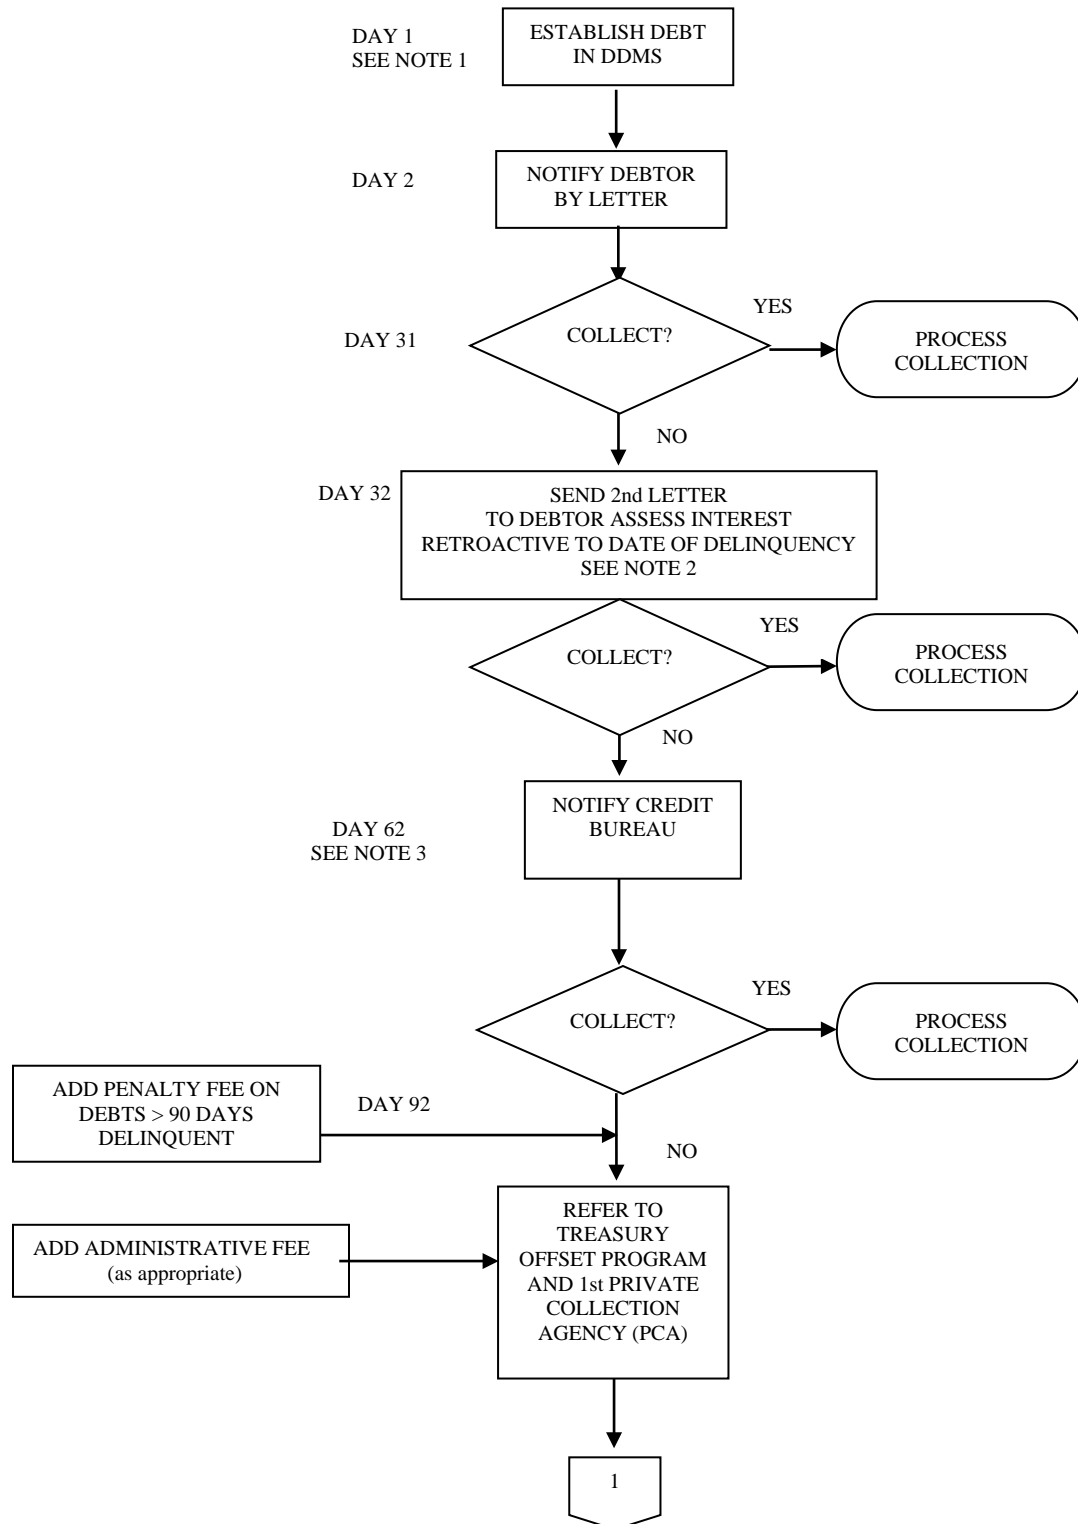 DAY 1
SEE NOTE 1
ESTABLISH DEBT
IN DDMS
DAY 2
NOTIFY DEBTOR
BY LETTER
DAY 31
COLLECT?
YES
PROCESS
COLLECTION
NO
DAY 32
SEND 2nd LETTER
TO DEBTOR ASSESS INTEREST
RETROACTIVE TO DATE OF DELINQUENCY
SEE NOTE 2
COLLECT?
YES
PROCESS
COLLECTION
NO
DAY 62
SEE NOTE 3
NOTIFY CREDIT
BUREAU
COLLECT?
YES
PROCESS
COLLECTION
ADD PENALTY FEE ON
DEBTS > 90 DAYS
DELINQUENT
DAY 92
NO
ADD ADMINISTRATIVE FEE
(as appropriate)
REFER TO
TREASURY
OFFSET PROGRAM
AND 1st PRIVATE
COLLECTION
AGENCY (PCA)
1